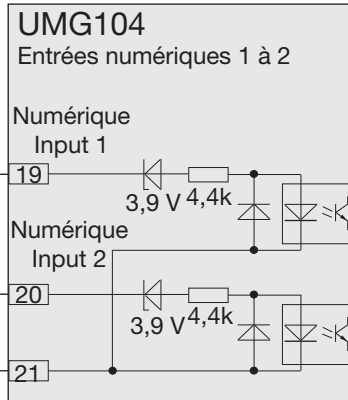 UMG104
Entrées numériques 1 à 2
Numérique
Input 1
19
3,9 V 4,4k
Numérique
Input 2
20
3,9 V 4,4k
21